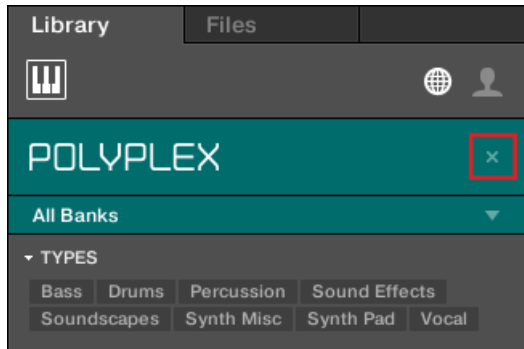 Library Files
POLYPLEX ×
All Banks
TYPES
Bass Drums Percussion Sound Effects
Soundscapes Synth Misc Synth Pad Vocal